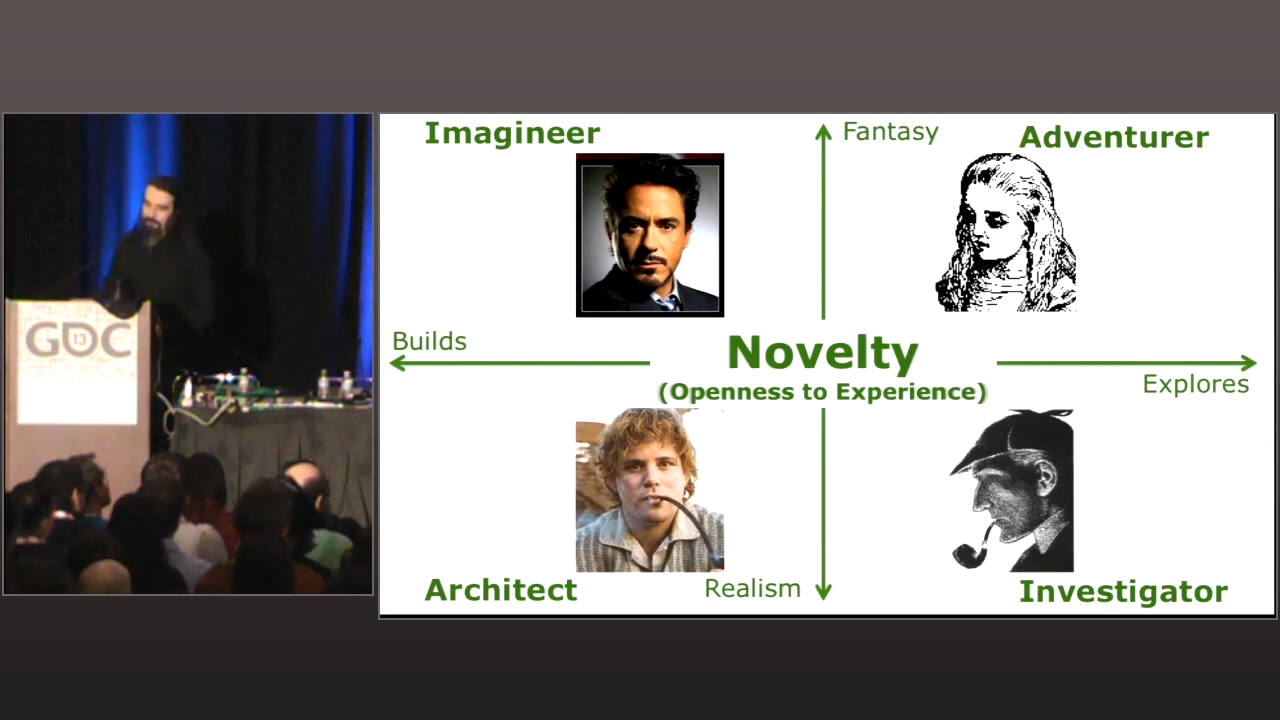 GDC
13
Imagineer
Fantasy
Adventurer
Builds
Novelty
(Openness to Experience)
Explores
Architect
Realism
Investigator